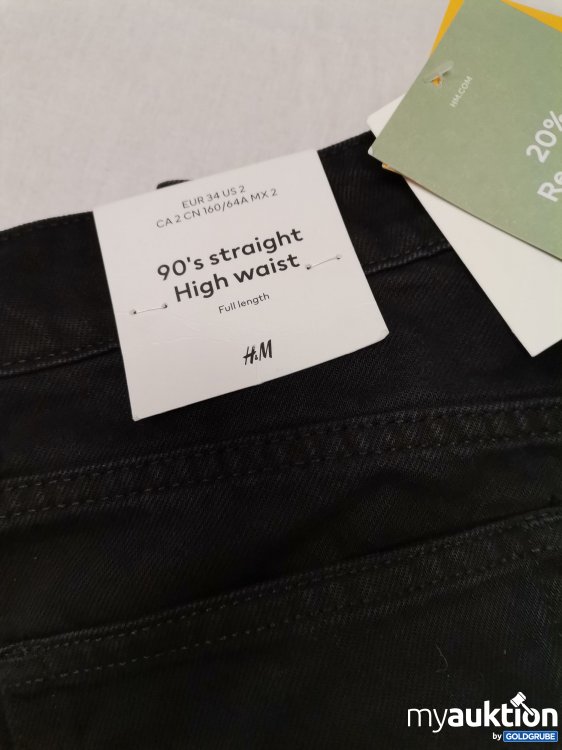 EUR 34 US 2
CA 2 CN 160/64A MX 2
90's straight
High waist
Full length
H&M
HM.COM
20%
myauktion
by GOLDGRUBE